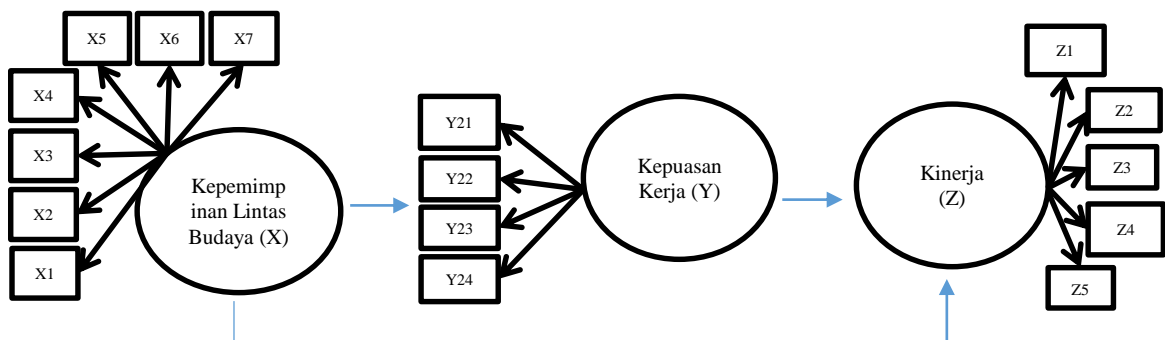 X5
X6
X7
X4
X3
X2
X1
Kepemimp
inan Lintas
Budaya (X)
Y21
Y22
Y23
Y24
Kepuasan
Kerja (Y)
Kinerja
(Z)
Z1
Z2
Z3
Z4
Z5